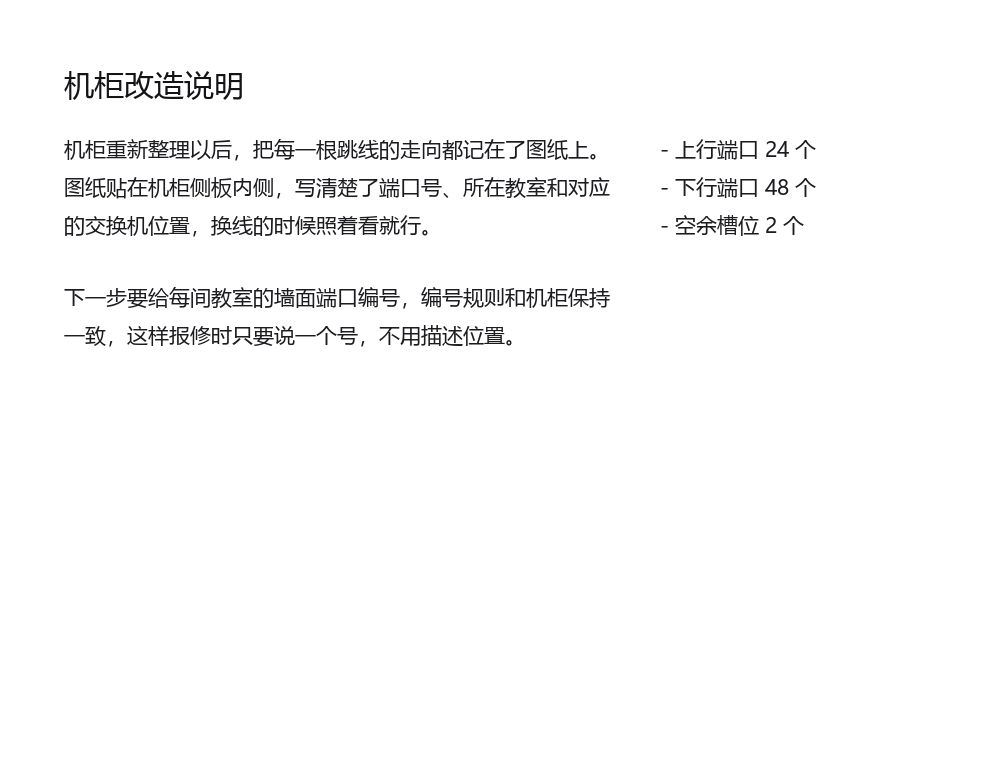 机柜改造说明
机柜重新整理以后，把每一根跳线的走向都记在了图纸上。
图纸贴在机柜侧板内侧，写清楚了端口号、所在教室和对应
的交换机位置，换线的时候照着看就行。
下一步要给每间教室的墙面端口编号，编号规则和机柜保持
一致，这样报修时只要说一个号，不用描述位置。
- 上行端口 24 个
- 下行端口 48 个
- 空余槽位 2 个